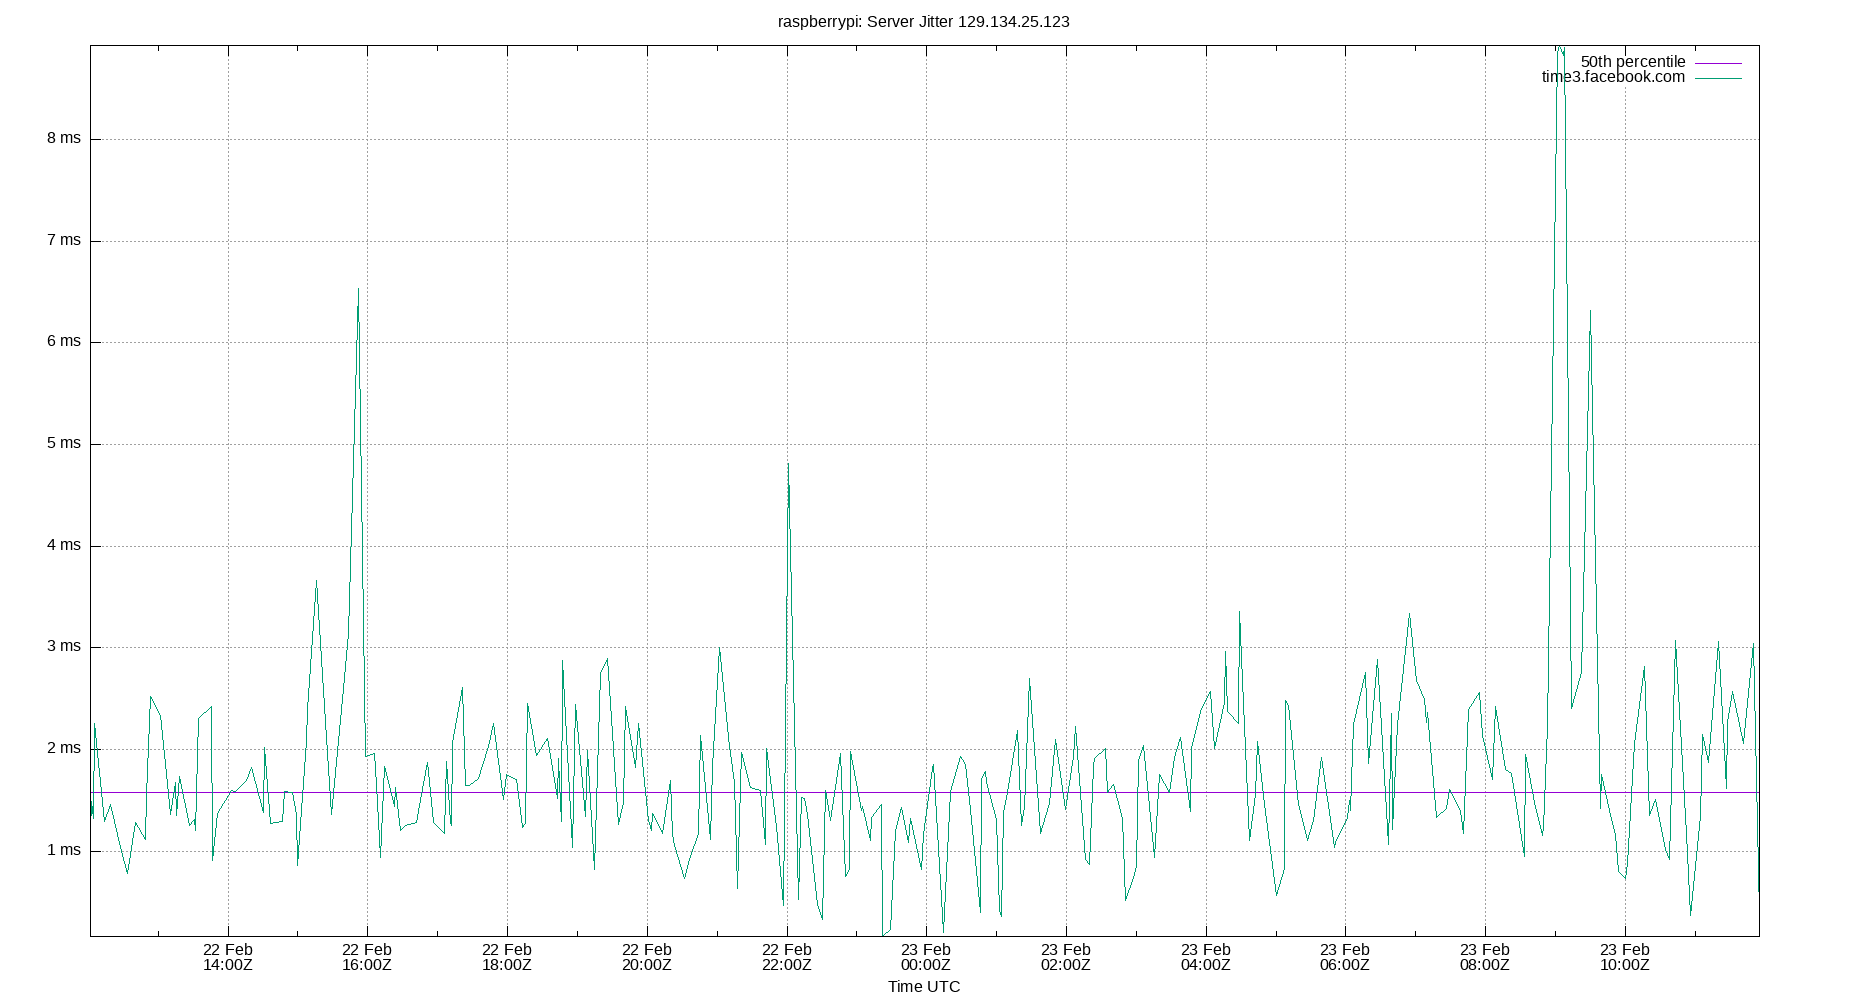 raspberrypi: Server Jitter 129.134.25.123
50th percentile
time3.facebook.com
8 ms
7 ms
6 ms
5 ms
4 ms
3 ms
2 ms
1 ms
22 Feb 22 Feb 22 Feb 22 Feb 22 Feb 23 Feb 23 Feb 23 Feb 23 Feb 23 Feb 23 Feb
14:00Z 16:00Z 18:00Z 20:00Z 22:00Z 00:00Z 02:00Z 04:00Z 06:00Z 08:00Z 10:00Z
Time UTC